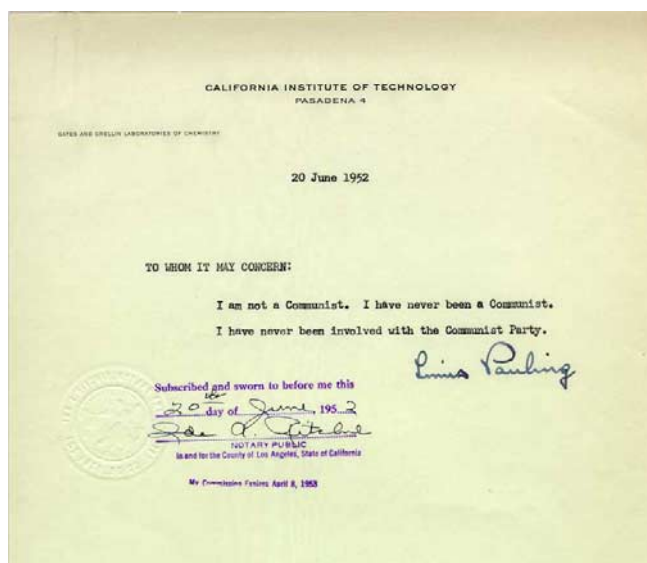 CALIFORNIA INSTITUTE OF TECHNOLOGY
PASADENA 4
GATES AND CRELLIN LABORATORIES OF CHEMISTRY
20 June 1952
TO WHOM IT MAY CONCERN:
I am not a Communist. I have never been a Communist.
I have never been involved with the Communist Party.
Linus Pauling
Subscribed and sworn to before me this
20 day of June, 1952
NOTARY PUBLIC
in and for the County of Los Angeles, State of California
My Commission Expires April 8, 1953